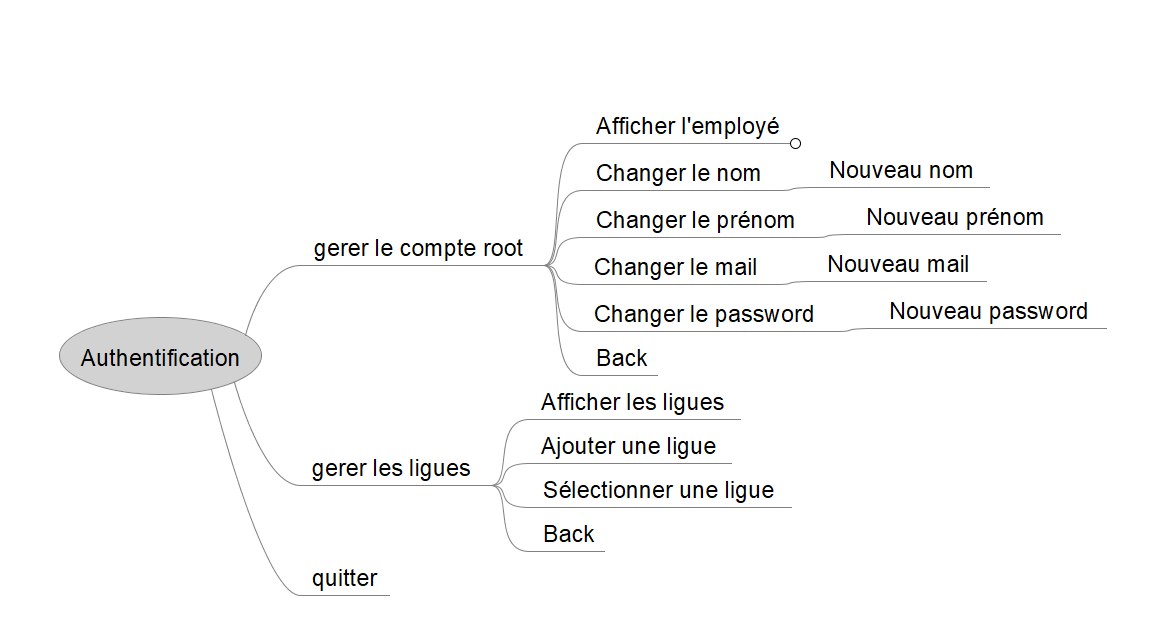 Authentification
gerer le compte root
Afficher l'employé
Changer le nom
Nouveau nom
Changer le prénom
Nouveau prénom
Changer le mail
Nouveau mail
Changer le password
Nouveau password
Back
gerer les ligues
Afficher les ligues
Ajouter une ligue
Sélectionner une ligue
Back
quitter